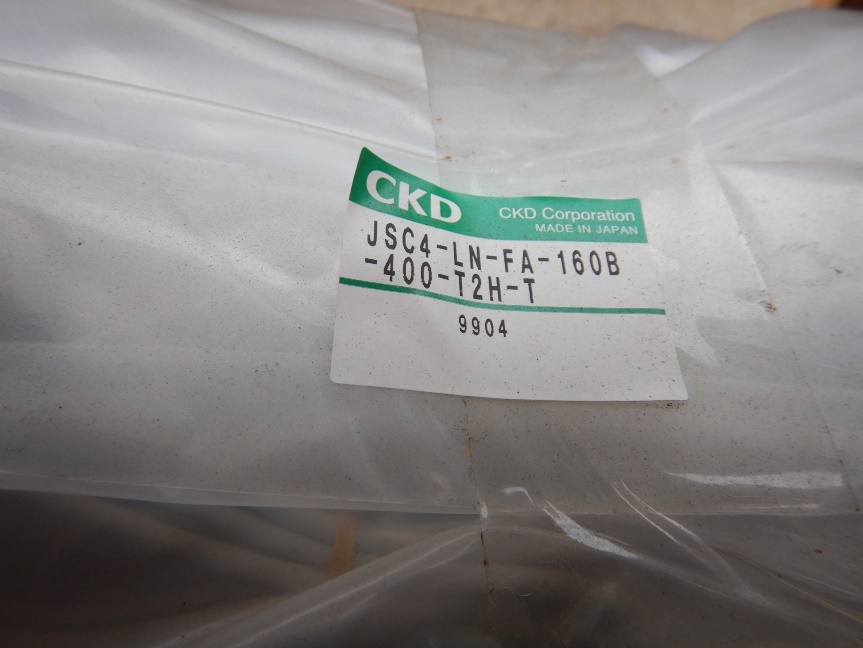 CKD
CKD Corporation
MADE IN JAPAN
JSC4-LN-FA-160B
-400-T2H-T
9904